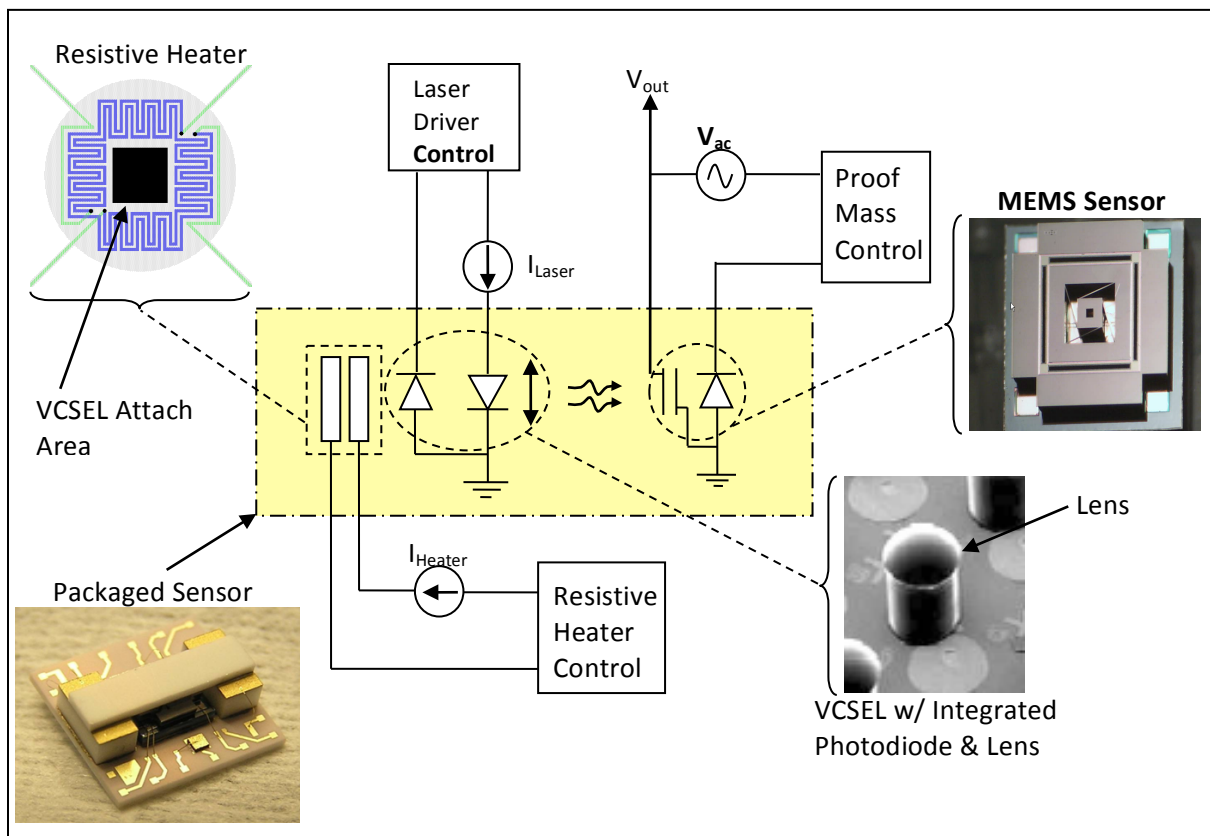 Resistive Heater
VCSEL Attach
Area
Laser
Driver
Control
I_Laser
V_out
V_ac
Proof
Mass
Control
MEMS Sensor
Lens
I_Heater
Resistive
Heater
Control
Packaged Sensor
VCSEL w/ Integrated
Photodiode & Lens